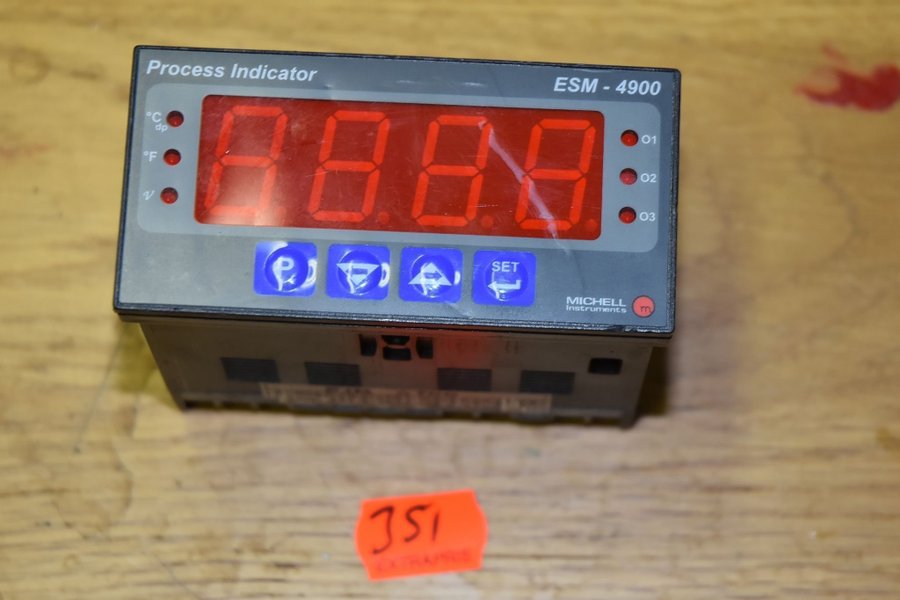 Process Indicator
ESM - 4900
°C
dp
°F
V
O1
O2
O3
P
SET
MICHELL
Instruments
m
351